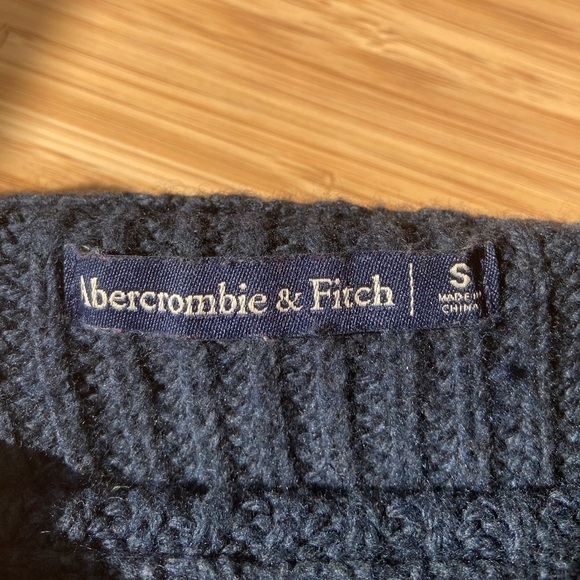 Abercrombie & Fitch | S
MADE IN
CHINA